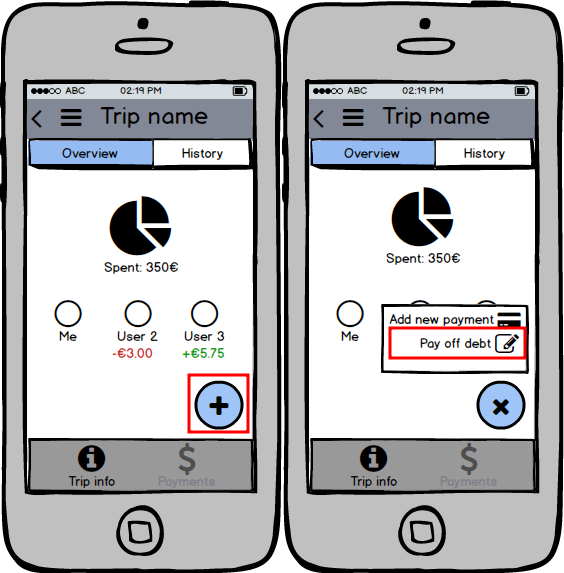 ABC 02:19 PM
Trip name
Overview History
Spent: 350€
Me User 2 User 3
-€3.00 +€5.75
Trip info Payments
ABC 02:19 PM
Trip name
Overview History
Spent: 350€
Add new payment
Me
Pay off debt
Trip info Payments